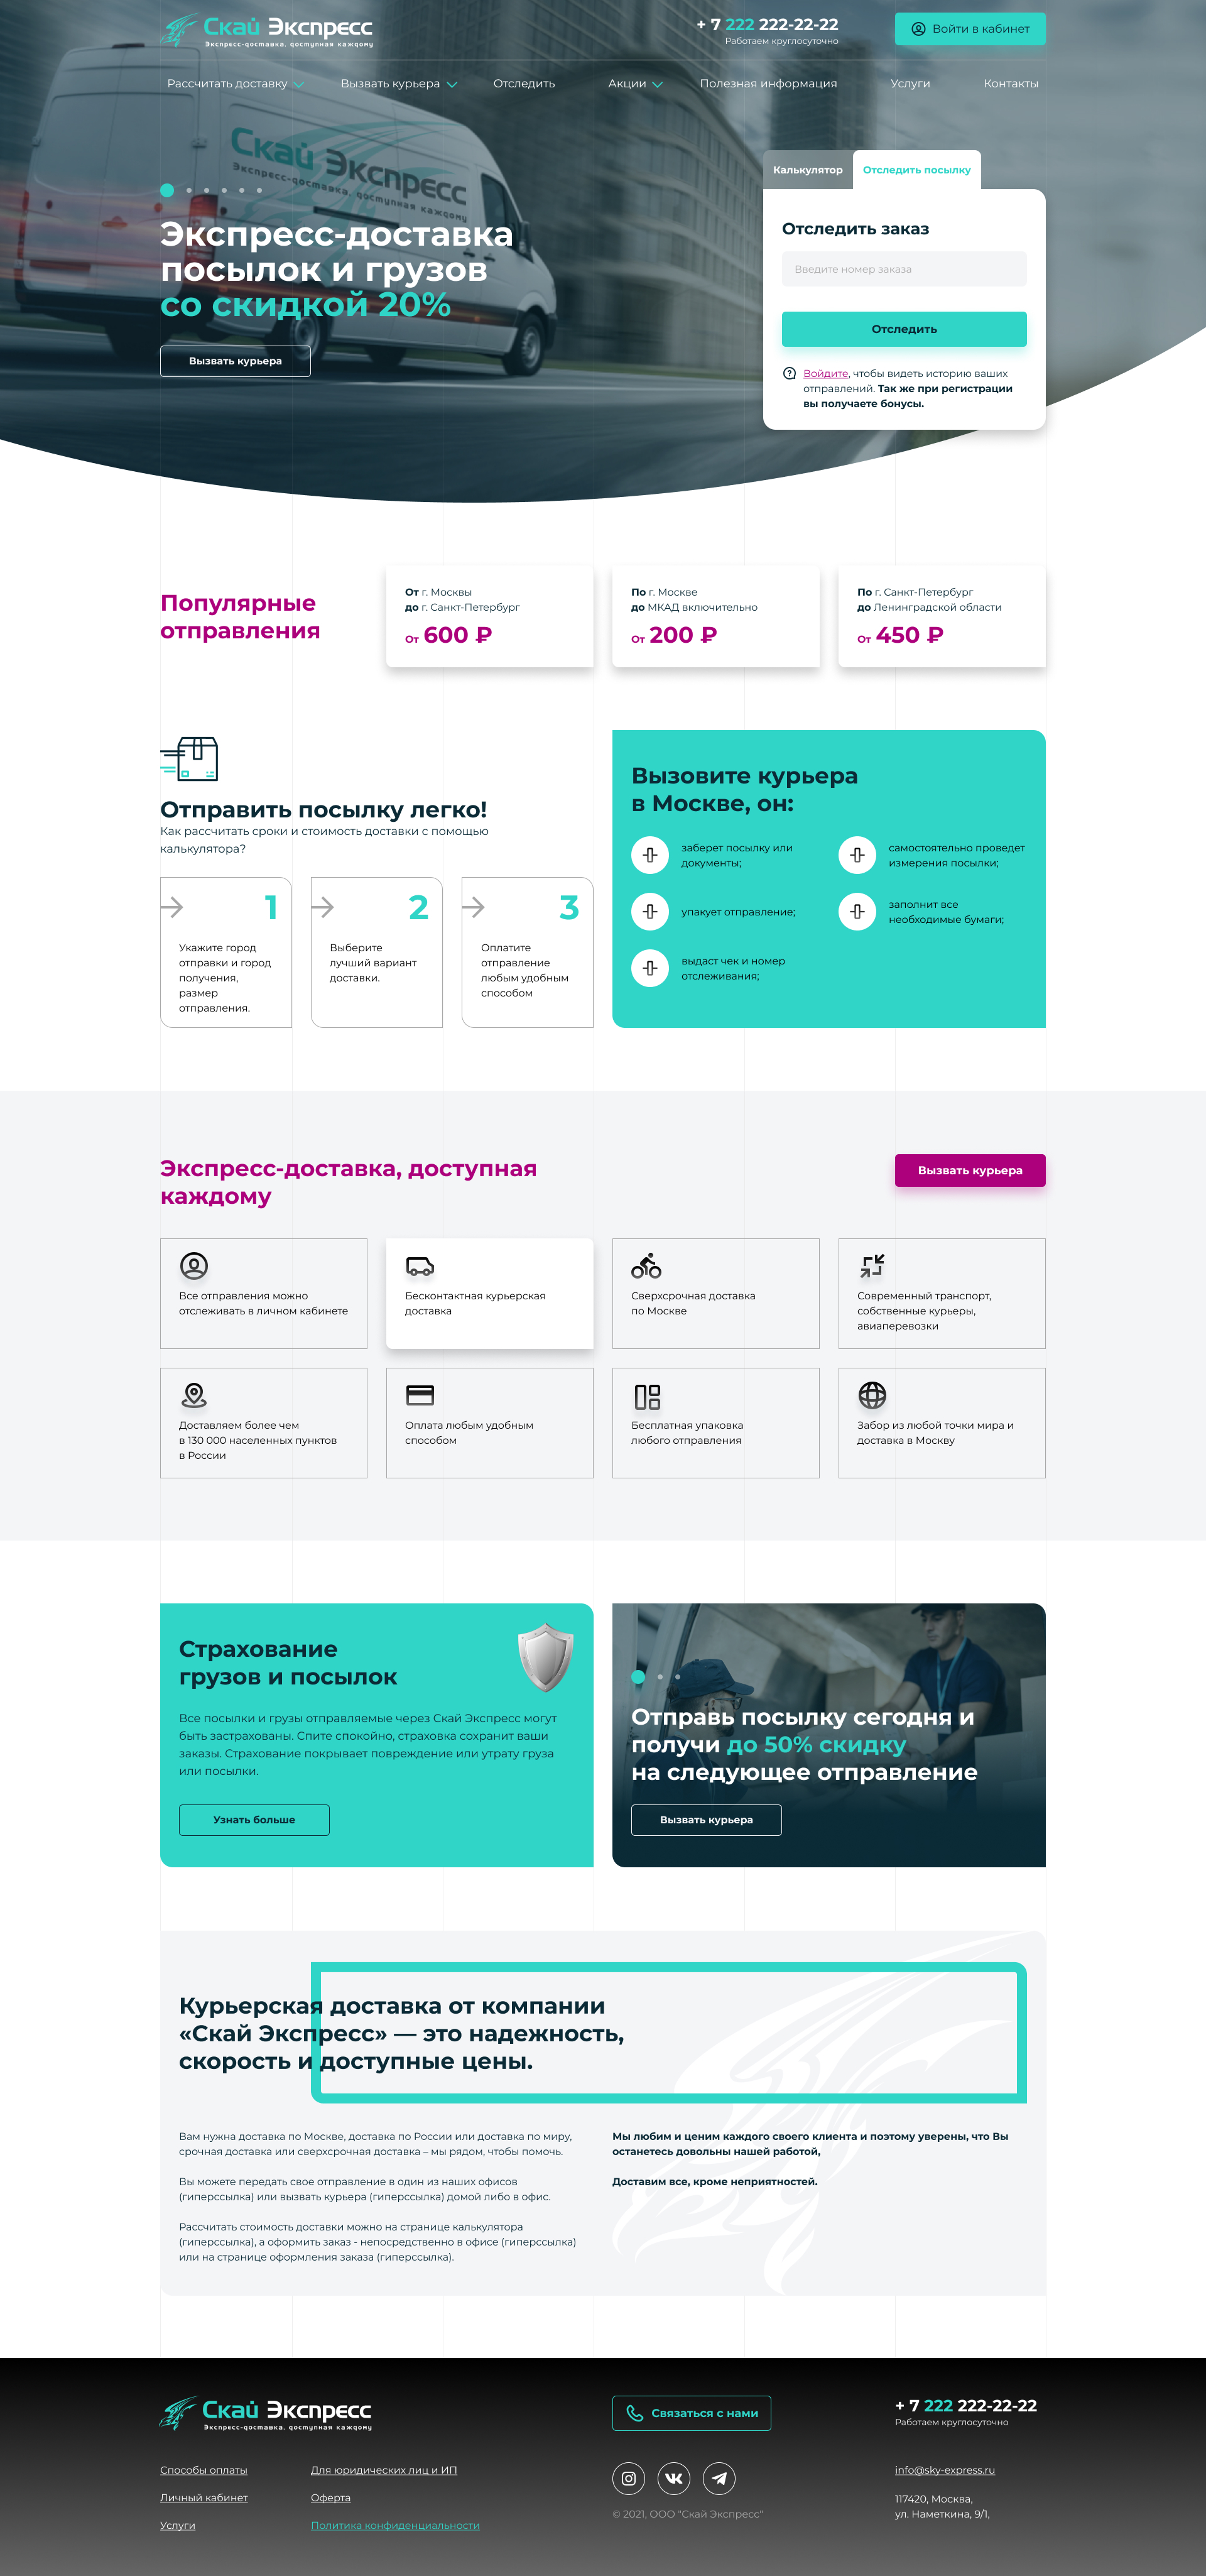 Скай Экспресс
Экспресс-доставка, доступная каждому
+ 7 222 222-22-22
Работаем круглосуточно
Войти в кабинет
Рассчитать доставку
Вызвать курьера
Отследить
Акции
Полезная информация
Услуги
Контакты
Скай Экспресс
Экспресс-доставка, доступная каждому
Экспресс-доставка
посылок и грузов
со скидкой 20%
Вызвать курьера
Калькулятор
Отследить посылку
Отследить заказ
Введите номер заказа
Отследить
Войдите, чтобы видеть историю ваших
отправлений. Так же при регистрации
вы получаете бонусы.
Популярные
отправления
От г. Москвы
до г. Санкт-Петербург
От 600 ₽
По г. Москве
до МКАД включительно
От 200 ₽
По г. Санкт-Петербург
до Ленинградской области
От 450 ₽
Отправить посылку легко!
Как рассчитать сроки и стоимость доставки с помощью
калькулятора?
1
Укажите город
отправки и город
получения,
размер
отправления.
2
Выберите
лучший вариант
доставки.
3
Оплатите
отправление
любым удобным
способом
Вызовите курьера
в Москве, он:
заберет посылку или
документы;
самостоятельно проведет
измерения посылки;
упакует отправление;
заполнит все
необходимые бумаги;
выдаст чек и номер
отслеживания;
Экспресс-доставка, доступная
каждому
Вызвать курьера
Все отправления можно
отслеживать в личном кабинете
Бесконтактная курьерская
доставка
Сверхсрочная доставка
по Москве
Современный транспорт,
собственные курьеры,
авиаперевозки
Доставляем более чем
в 130 000 населенных пунктов
в России
Оплата любым удобным
способом
Бесплатная упаковка
любого отправления
Забор из любой точки мира и
доставка в Москву
Страхование
грузов и посылок
Все посылки и грузы отправляемые через Скай Экспресс могут
быть застрахованы. Спите спокойно, страховка сохранит ваши
заказы. Страхование покрывает повреждение или утрату груза
или посылки.
Узнать больше
Отправь посылку сегодня и
получи до 50% скидку
на следующее отправление
Вызвать курьера
Курьерская доставка от компании
«Скай Экспресс» — это надежность,
скорость и доступные цены.
Вам нужна доставка по Москве, доставка по России или доставка по миру,
срочная доставка или сверхсрочная доставка – мы рядом, чтобы помочь.
Вы можете передать свое отправление в один из наших офисов
(гиперссылка) или вызвать курьера (гиперссылка) домой либо в офис.
Рассчитать стоимость доставки можно на странице калькулятора
(гиперссылка), а оформить заказ - непосредственно в офисе (гиперссылка)
или на странице оформления заказа (гиперссылка).
Мы любим и ценим каждого своего клиента и поэтому уверены, что Вы
останетесь довольны нашей работой,
Доставим все, кроме неприятностей.
Скай Экспресс
Экспресс-доставка, доступная каждому
Связаться с нами
+ 7 222 222-22-22
Работаем круглосуточно
Способы оплаты
Личный кабинет
Услуги
Для юридических лиц и ИП
Оферта
Политика конфиденциальности
© 2021, ООО "Скай Экспресс"
info@sky-express.ru
117420, Москва,
ул. Наметкина, 9/1,